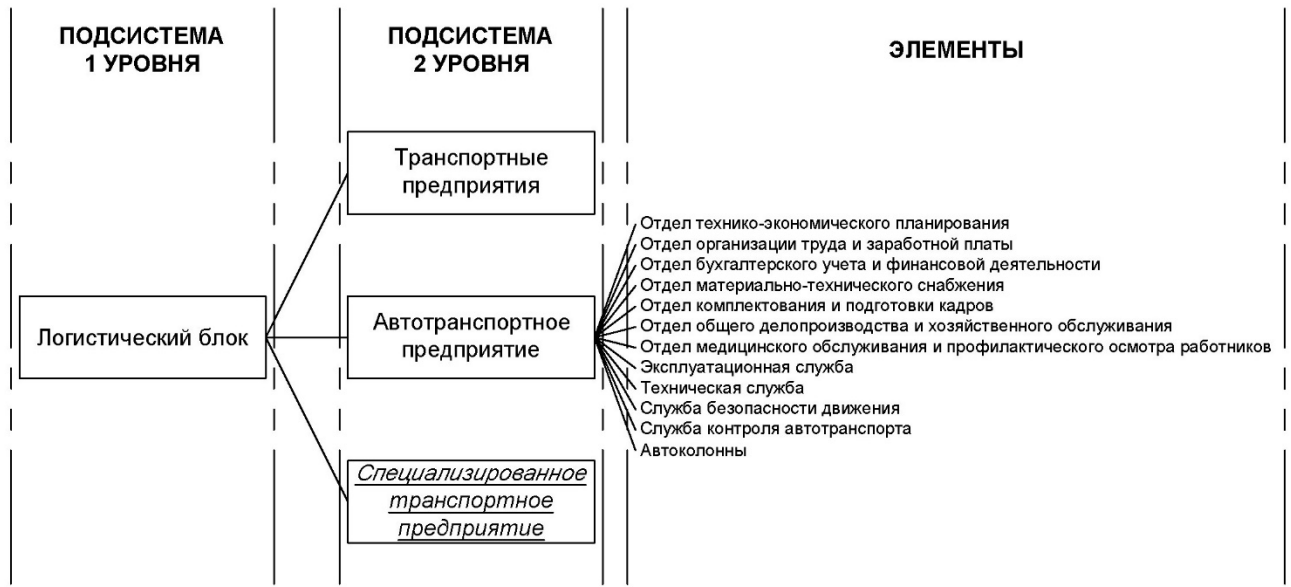 ПОДСИСТЕМА
1 УРОВНЯ
ПОДСИСТЕМА
2 УРОВНЯ
ЭЛЕМЕНТЫ
Логистический блок
Транспортные
предприятия
Автотранспортное
предприятие
Специализированное
транспортное
предприятие
Отдел технико-экономического планирования
Отдел организации труда и заработной платы
Отдел бухгалтерского учета и финансовой деятельности
Отдел материально-технического снабжения
Отдел комплектования и подготовки кадров
Отдел общего делопроизводства и хозяйственного обслуживания
Отдел медицинского обслуживания и профилактического осмотра работников
Эксплуатационная служба
Техническая служба
Служба безопасности движения
Служба контроля автотранспорта
Автоколонны